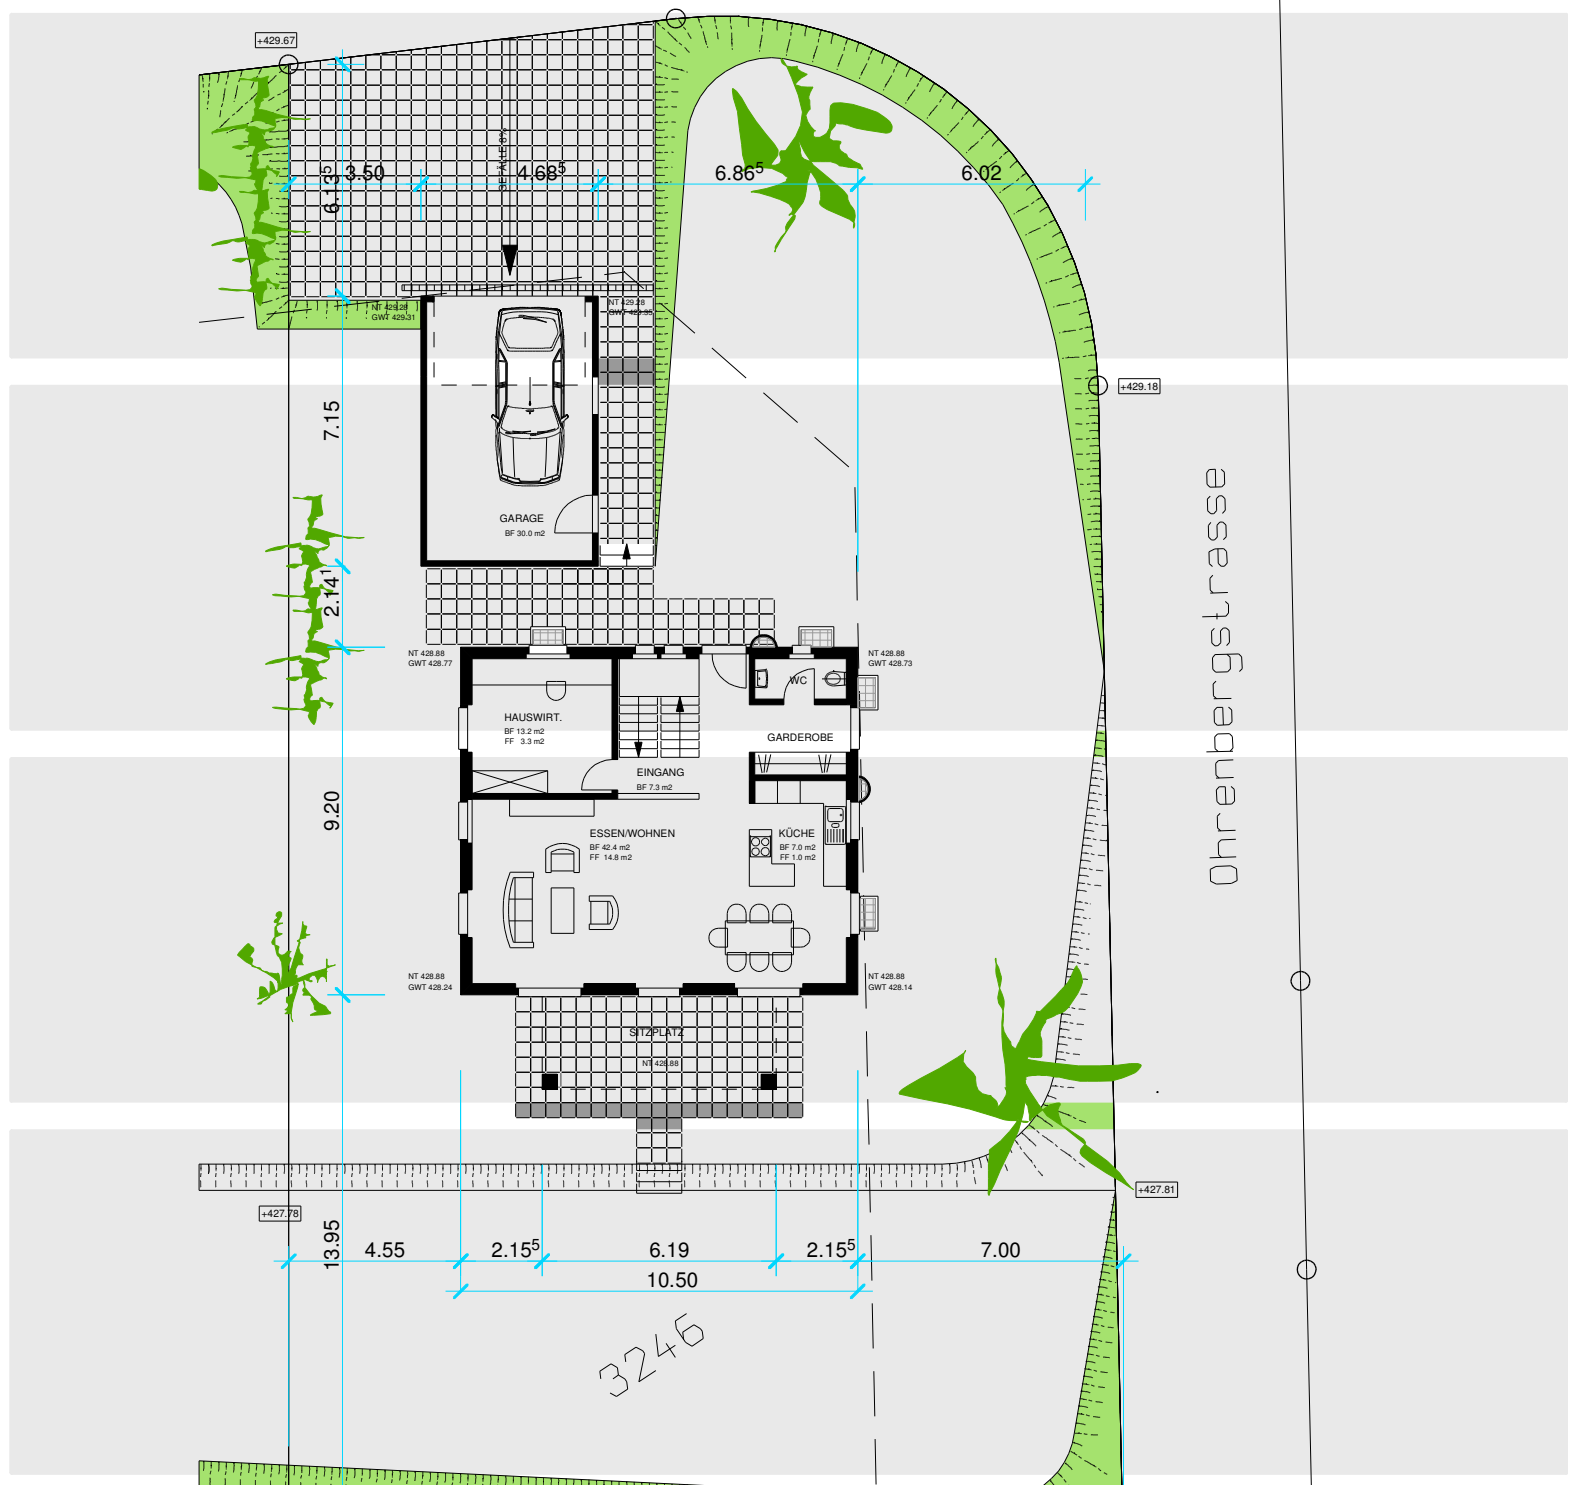 +429.67
GEFÄLLE 8%
6.13⁵
3.50
4.68⁵
6.86⁵
6.02
NT 429.28
GWT 429.31
NT 429.28
+429.18
7.15
GARAGE
BF 30.0 m2
Ohrenbergstrasse
2.14¹
NT 428.88
GWT 428.77
NT 428.88
GWT 428.73
WC
HAUSWIRT.
BF 13.2 m2
FF 3.3 m2
GARDEROBE
EINGANG
BF 7.3 m2
9.20
ESSEN/WOHNEN
BF 42.4 m2
FF 14.8 m2
KÜCHE
BF 7.0 m2
FF 1.0 m2
NT 428.88
GWT 428.24
NT 428.88
GWT 428.14
SITZPLATZ
NT 428.88
+427.81
+427.78
13.95
4.55
2.15⁵
6.19
2.15⁵
7.00
10.50
3246